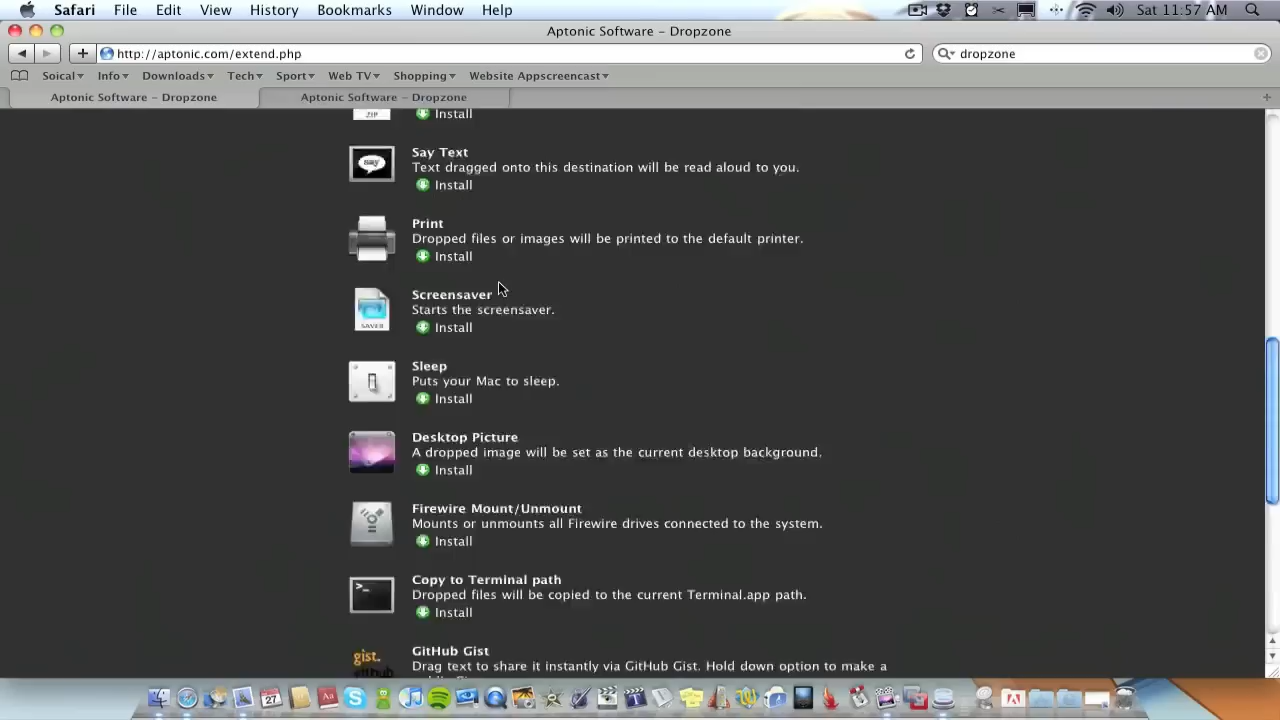 Safari File Edit View History Bookmarks Window Help Sat 11:57 AM
Aptonic Software – Dropzone
http://aptonic.com/extend.php dropzone
Soical Info Downloads Tech Sport Web TV Shopping Website Appscreencast
Aptonic Software – Dropzone Aptonic Software – Dropzone
ZIP Install
Say Text
say
Text dragged onto this destination will be read aloud to you.
Install
Print
Dropped files or images will be printed to the default printer.
Install
Screensaver
Starts the screensaver.
SAVER
Install
Sleep
Puts your Mac to sleep.
Install
Desktop Picture
A dropped image will be set as the current desktop background.
Install
Firewire Mount/Unmount
Mounts or unmounts all Firewire drives connected to the system.
Install
Copy to Terminal path
>_
Dropped files will be copied to the current Terminal.app path.
Install
GitHub Gist
gist.
Drag text to share it instantly via GitHub Gist. Hold down option to make a
27